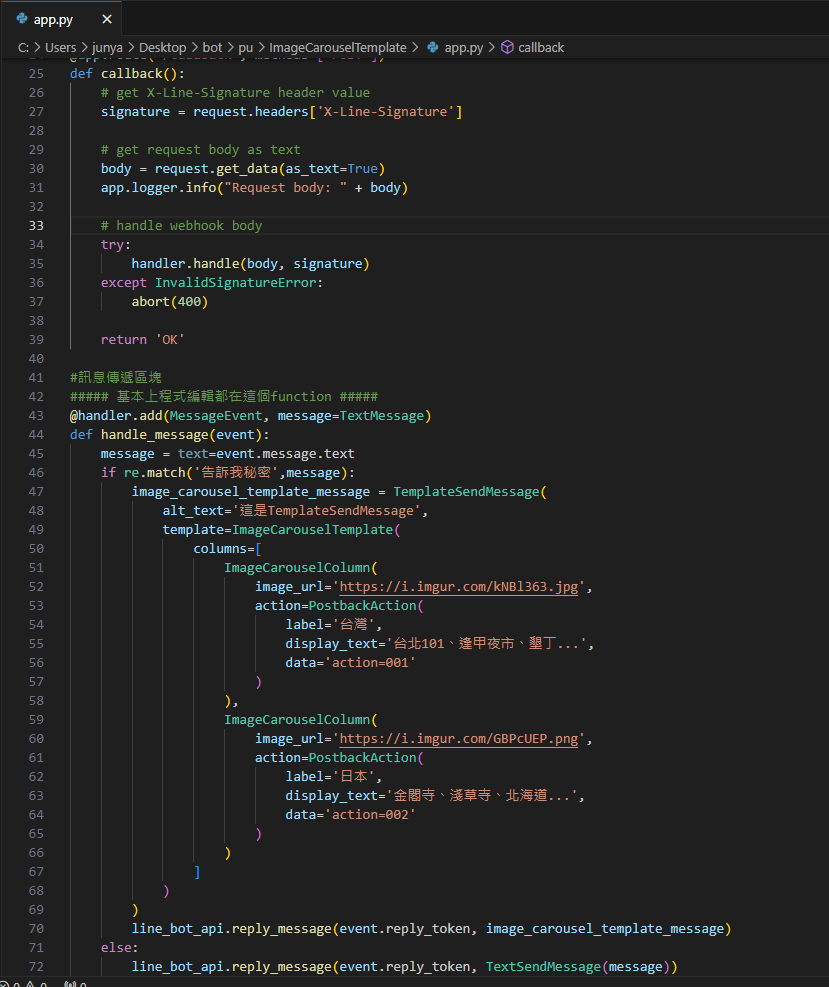 app.py
C: > Users > junya > Desktop > bot > pu > ImageCarouselTemplate > app.py > callback
25 def callback():
26     # get X-Line-Signature header value
27     signature = request.headers['X-Line-Signature']
28
29     # get request body as text
30     body = request.get_data(as_text=True)
31     app.logger.info("Request body: " + body)
32
33     # handle webhook body
34     try:
35         handler.handle(body, signature)
36     except InvalidSignatureError:
37         abort(400)
38
39     return 'OK'
40
41 #訊息傳遞區塊
42 ##### 基本上程式編輯都在這個function #####
43 @handler.add(MessageEvent, message=TextMessage)
44 def handle_message(event):
45     message = text=event.message.text
46     if re.match('告訴我秘密',message):
47         image_carousel_template_message = TemplateSendMessage(
48             alt_text='這是TemplateSendMessage',
49             template=ImageCarouselTemplate(
50                 columns=[
51                     ImageCarouselColumn(
52                         image_url='https://i.imgur.com/kNBl363.jpg',
53                         action=PostbackAction(
54                             label='台灣',
55                             display_text='台北101、逢甲夜市、墾丁...',
56                             data='action=001'
57                         )
58                     ),
59                     ImageCarouselColumn(
60                         image_url='https://i.imgur.com/GBPcUEP.png',
61                         action=PostbackAction(
62                             label='日本',
63                             display_text='金閣寺、淺草寺、北海道...',
64                             data='action=002'
65                         )
66                     )
67                 ]
68             )
69         )
70         line_bot_api.reply_message(event.reply_token, image_carousel_template_message)
71     else:
72         line_bot_api.reply_message(event.reply_token, TextSendMessage(message))